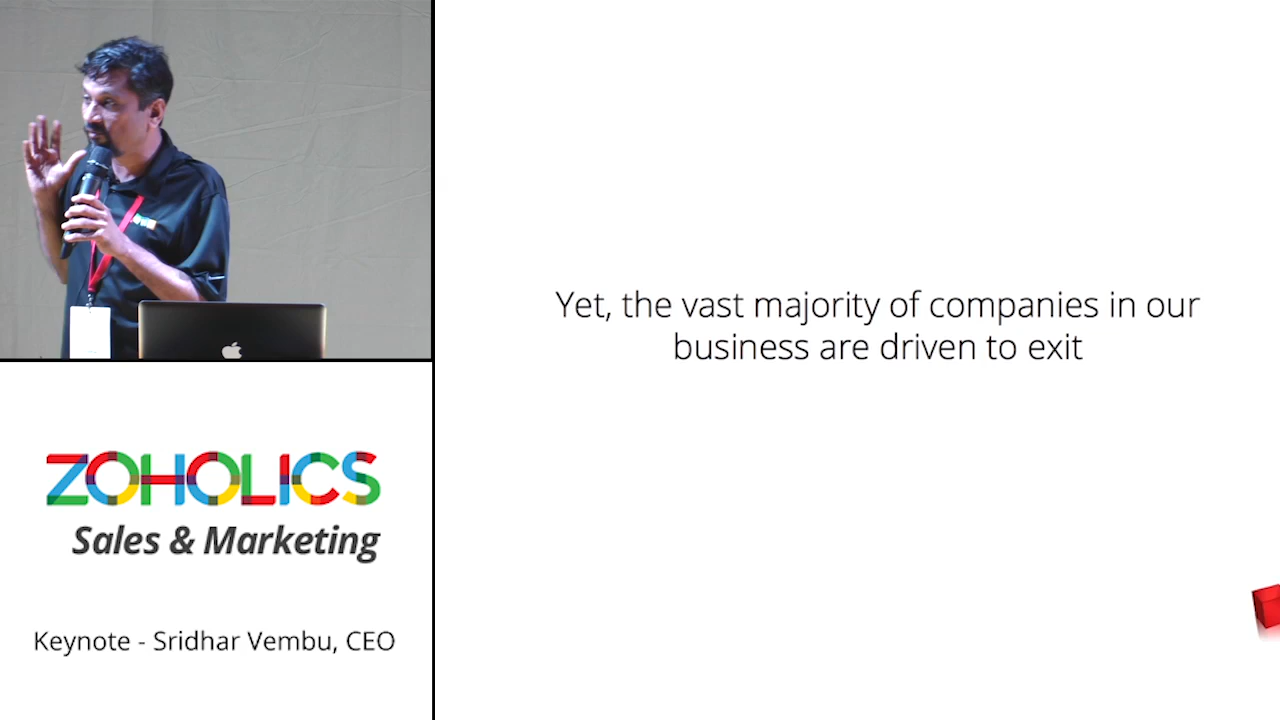 ZOHOLICS
Sales & Marketing
Keynote - Sridhar Vembu, CEO
Yet, the vast majority of companies in our
business are driven to exit